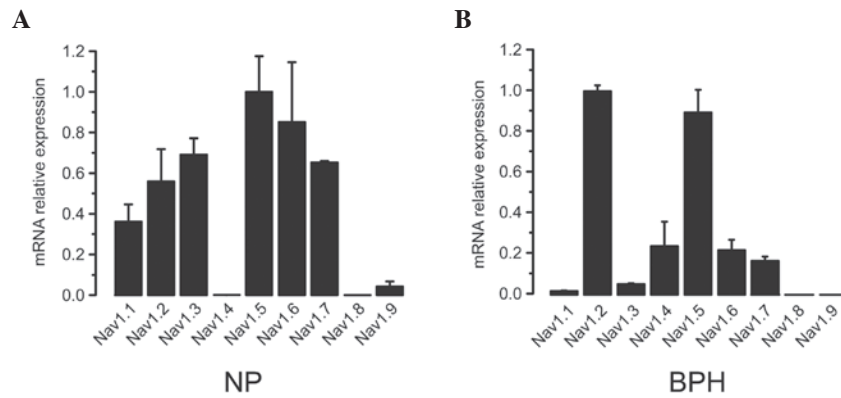 A
mRNA relative expression
1.2
1.0
0.8
0.6
0.4
0.2
0.0
Nav1.1
Nav1.2
Nav1.3
Nav1.4
Nav1.5
Nav1.6
Nav1.7
Nav1.8
Nav1.9
NP
B
mRNA relative expression
1.2
1.0
0.8
0.6
0.4
0.2
0.0
Nav1.1
Nav1.2
Nav1.3
Nav1.4
Nav1.5
Nav1.6
Nav1.7
Nav1.8
Nav1.9
BPH